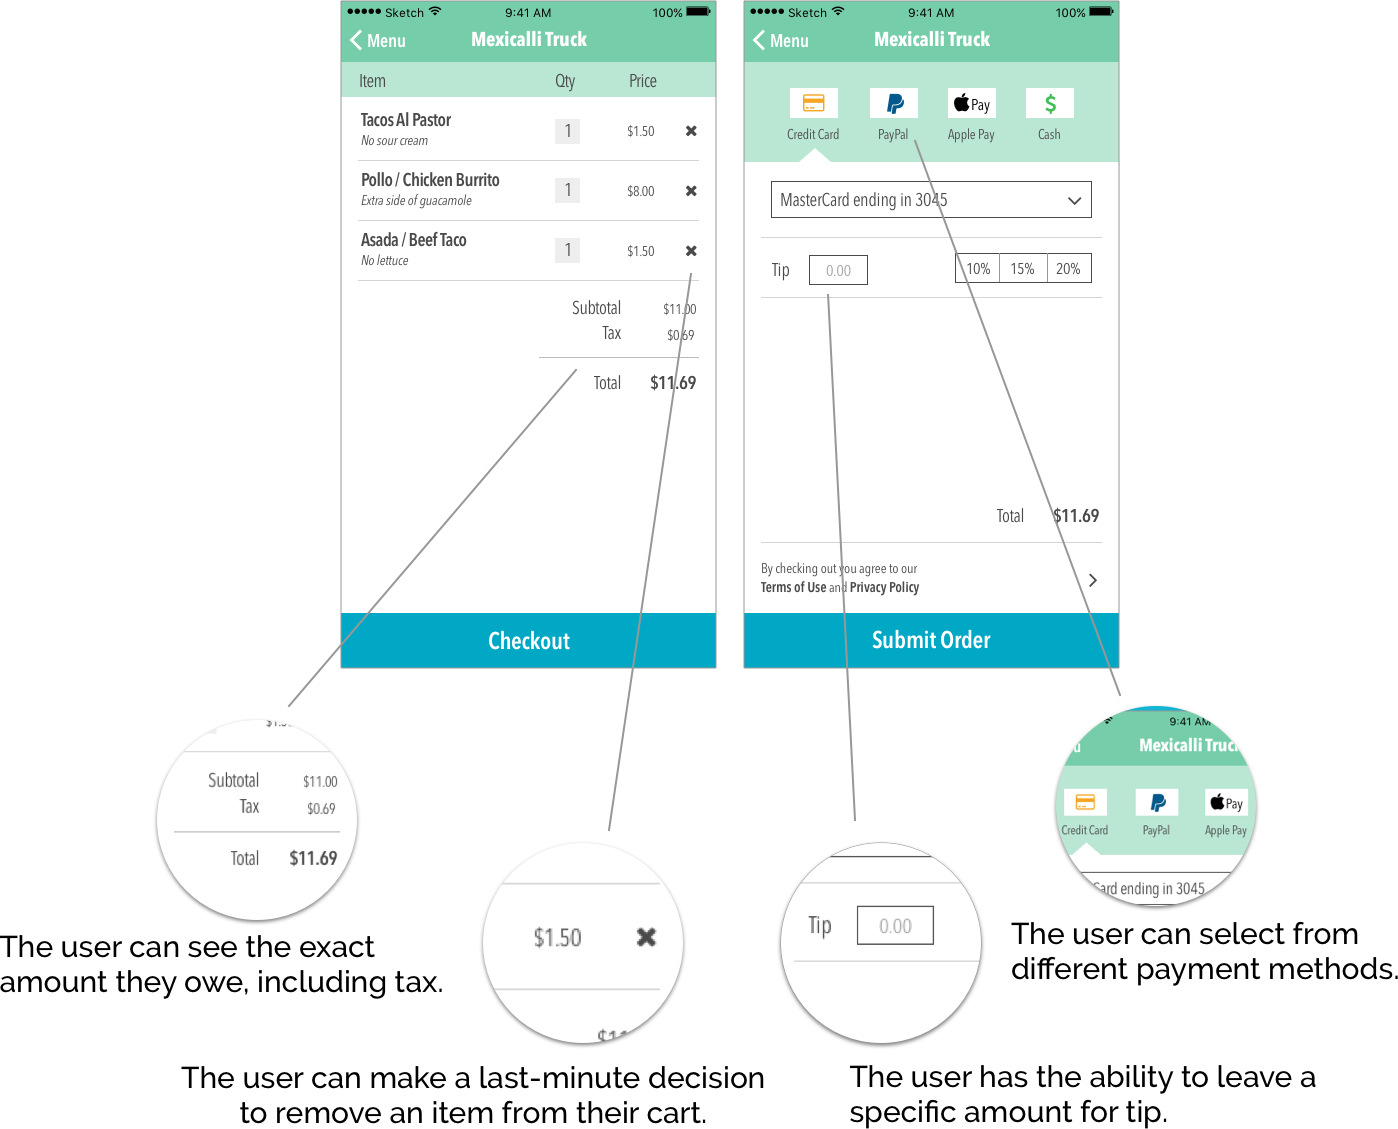 Sketch 9:41 AM 100%
Menu Mexicalli Truck
Item Qty Price
Tacos Al Pastor
No sour cream
1 $1.50
Pollo / Chicken Burrito
Extra side of guacamole
1 $8.00
Asada / Beef Taco
No lettuce
1 $1.50
Subtotal $11.00
Tax $0.69
Total $11.69
Checkout
Sketch 9:41 AM 100%
Menu Mexicalli Truck
Pay
Credit Card PayPal Apple Pay Cash
MasterCard ending in 3045
Tip 0.00 10% 15% 20%
Total $11.69
By checking out you agree to our
Terms of Use and Privacy Policy
Submit Order
Subtotal $11.00
Tax $0.69
Total $11.69
The user can see the exact
amount they owe, including tax.
$1.50
The user can make a last-minute decision
to remove an item from their cart.
Tip 0.00
The user has the ability to leave a
specific amount for tip.
9:41 AM
Mexicalli Truck
Pay
Credit Card PayPal Apple Pay
Card ending in 3045
The user can select from
different payment methods.